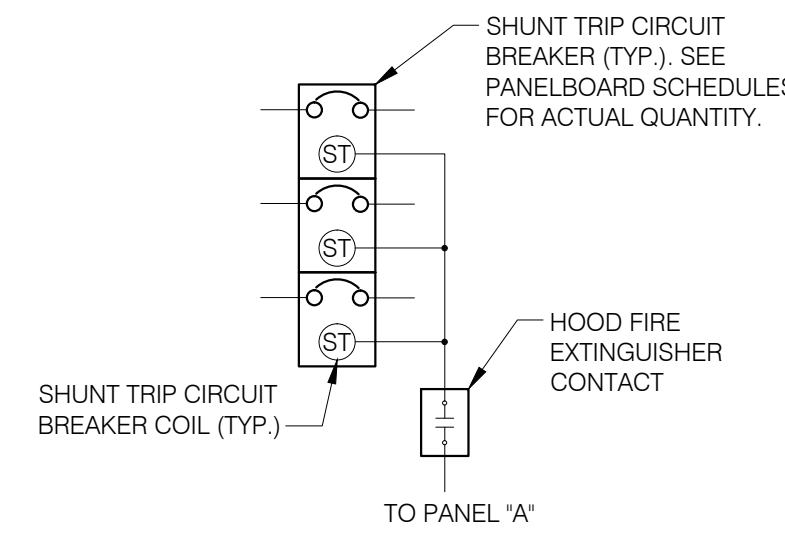 SHUNT TRIP CIRCUIT
BREAKER (TYP.). SEE
PANELBOARD SCHEDULES
FOR ACTUAL QUANTITY.
ST
ST
ST
HOOD FIRE
EXTINGUISHER
CONTACT
SHUNT TRIP CIRCUIT
BREAKER COIL (TYP.)
TO PANEL "A"